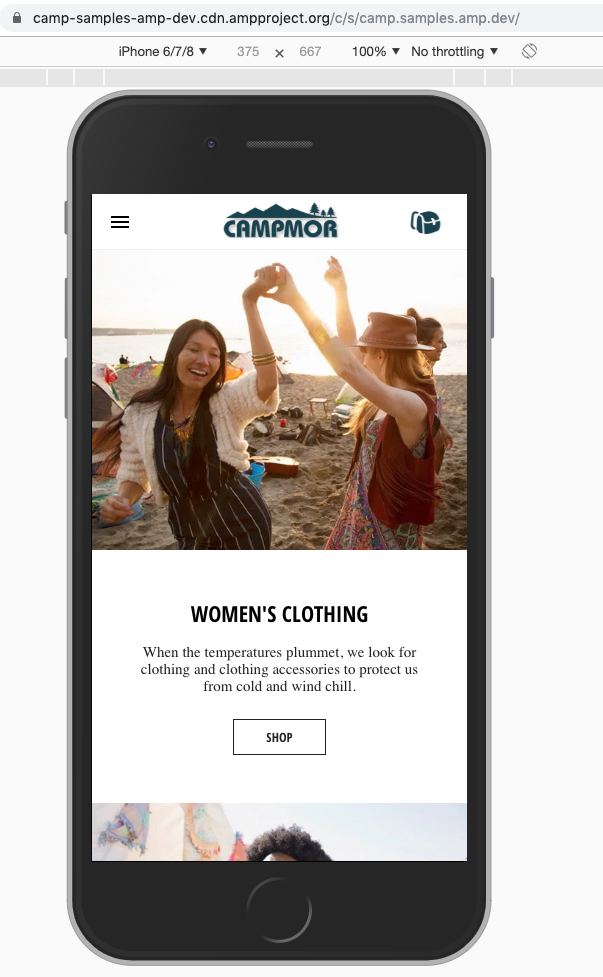 camp-samples-amp-dev.cdn.ampproject.org/c/s/camp.samples.amp.dev/
iPhone 6/7/8 ▼ 375 × 667 100% ▼ No throttling ▼
CAMPMOR
WOMEN'S CLOTHING
When the temperatures plummet, we look for
clothing and clothing accessories to protect us
from cold and wind chill.
SHOP